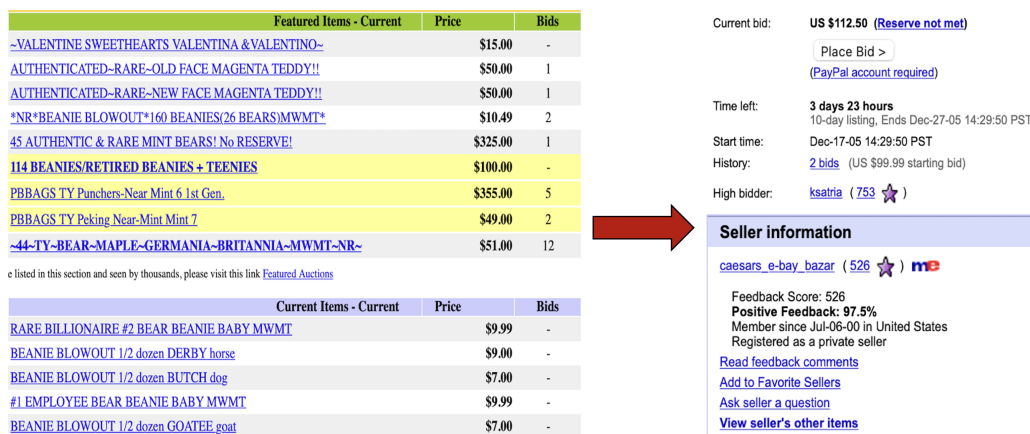 Featured Items - Current Price Bids
~VALENTINE SWEETHEARTS VALENTINA &VALENTINO~ $15.00 -
AUTHENTICATED~RARE~OLD FACE MAGENTA TEDDY!! $50.00 1
AUTHENTICATED~RARE~NEW FACE MAGENTA TEDDY!! $50.00 1
*NR*BEANIE BLOWOUT*160 BEANIES(26 BEARS)MWMT* $10.49 2
45 AUTHENTIC & RARE MINT BEARS! No RESERVE! $325.00 1
114 BEANIES/RETIRED BEANIES + TEENIES $100.00 -
PBBAGS TY Punchers-Near Mint 6 1st Gen. $355.00 5
PBBAGS TY Peking Near-Mint Mint 7 $49.00 2
~44~TY~BEAR~MAPLE~GERMANIA~BRITANNIA~MWMT~NR~ $51.00 12
e listed in this section and seen by thousands, please visit this link Featured Auctions
Current Items - Current Price Bids
RARE BILLIONAIRE #2 BEAR BEANIE BABY MWMT $9.99 -
BEANIE BLOWOUT 1/2 dozen DERBY horse $9.00 -
BEANIE BLOWOUT 1/2 dozen BUTCH dog $7.00 -
#1 EMPLOYEE BEAR BEANIE BABY MWMT $9.99 -
BEANIE BLOWOUT 1/2 dozen GOATEE goat $7.00 -
Current bid: US $112.50 (Reserve not met)
Place Bid >
(PayPal account required)
Time left: 3 days 23 hours
10-day listing, Ends Dec-27-05 14:29:50 PST
Start time: Dec-17-05 14:29:50 PST
History: 2 bids (US $99.99 starting bid)
High bidder: ksatria ( 753 )
Seller information
caesars_e-bay_bazar ( 526 ) me
Feedback Score: 526
Positive Feedback: 97.5%
Member since Jul-06-00 in United States
Registered as a private seller
Read feedback comments
Add to Favorite Sellers
Ask seller a question
View seller's other items